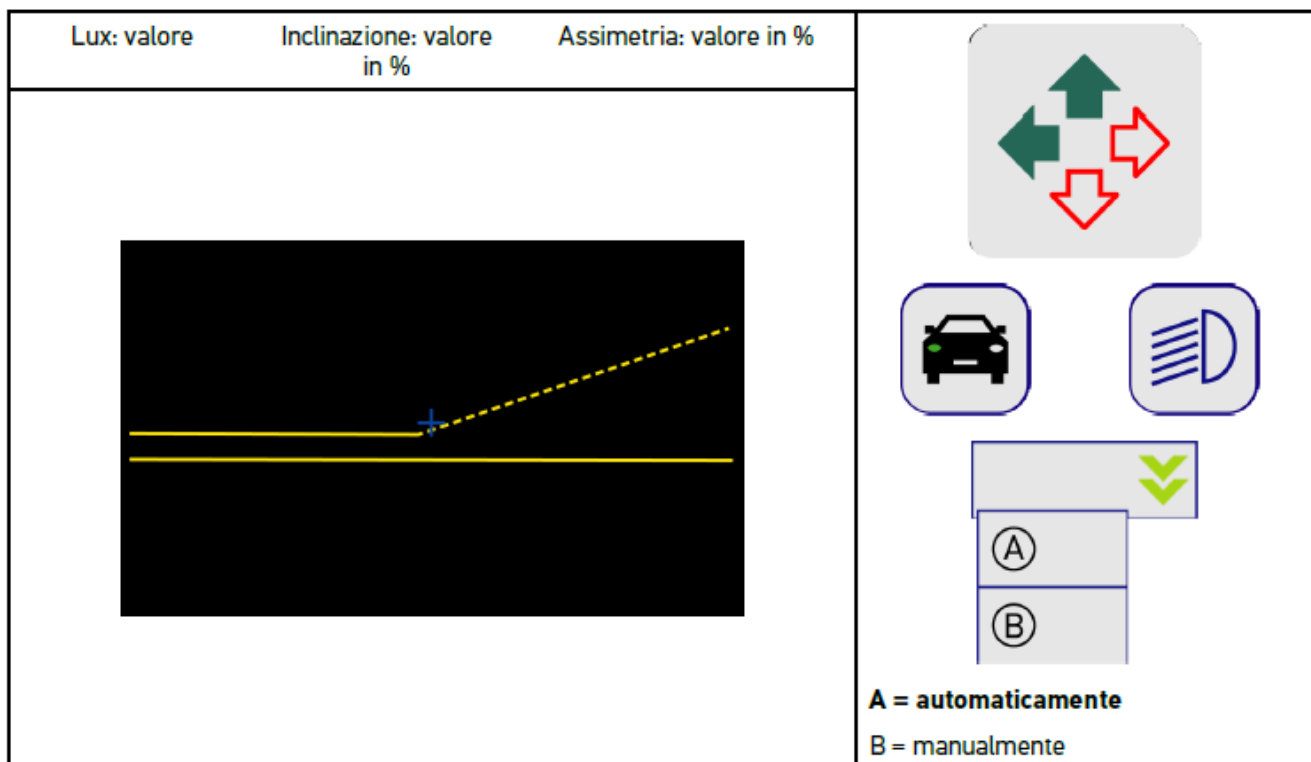 Lux: valore
Inclinazione: valore
in %
Assimetria: valore in %
A
B
A = automaticamente
B = manualmente